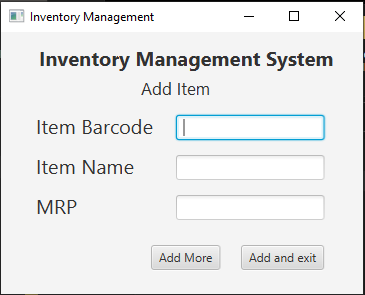 Inventory Management
Inventory Management System
Add Item
Item Barcode
Item Name
MRP
Add More Add and exit